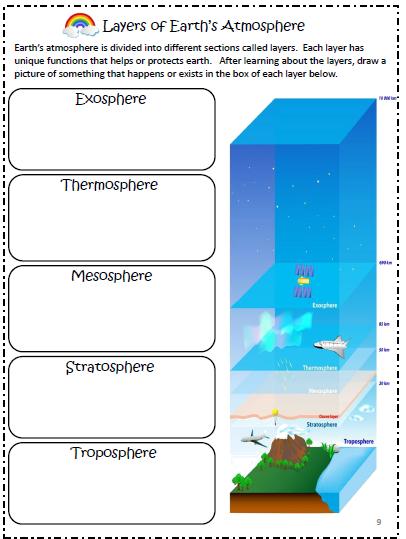 Layers of Earth's Atmosphere
Earth's atmosphere is divided into different sections called layers.  Each layer has
unique functions that helps or protects earth.   After learning about the layers, draw a
picture of something that happens or exists in the box of each layer below.
Exosphere
Thermosphere
Mesosphere
Stratosphere
Troposphere
10 000 km
690 km
Exosphere
85 km
50 km
Thermosphere
20 km
Mesosphere
Ozone layer
Stratosphere
Troposphere
9